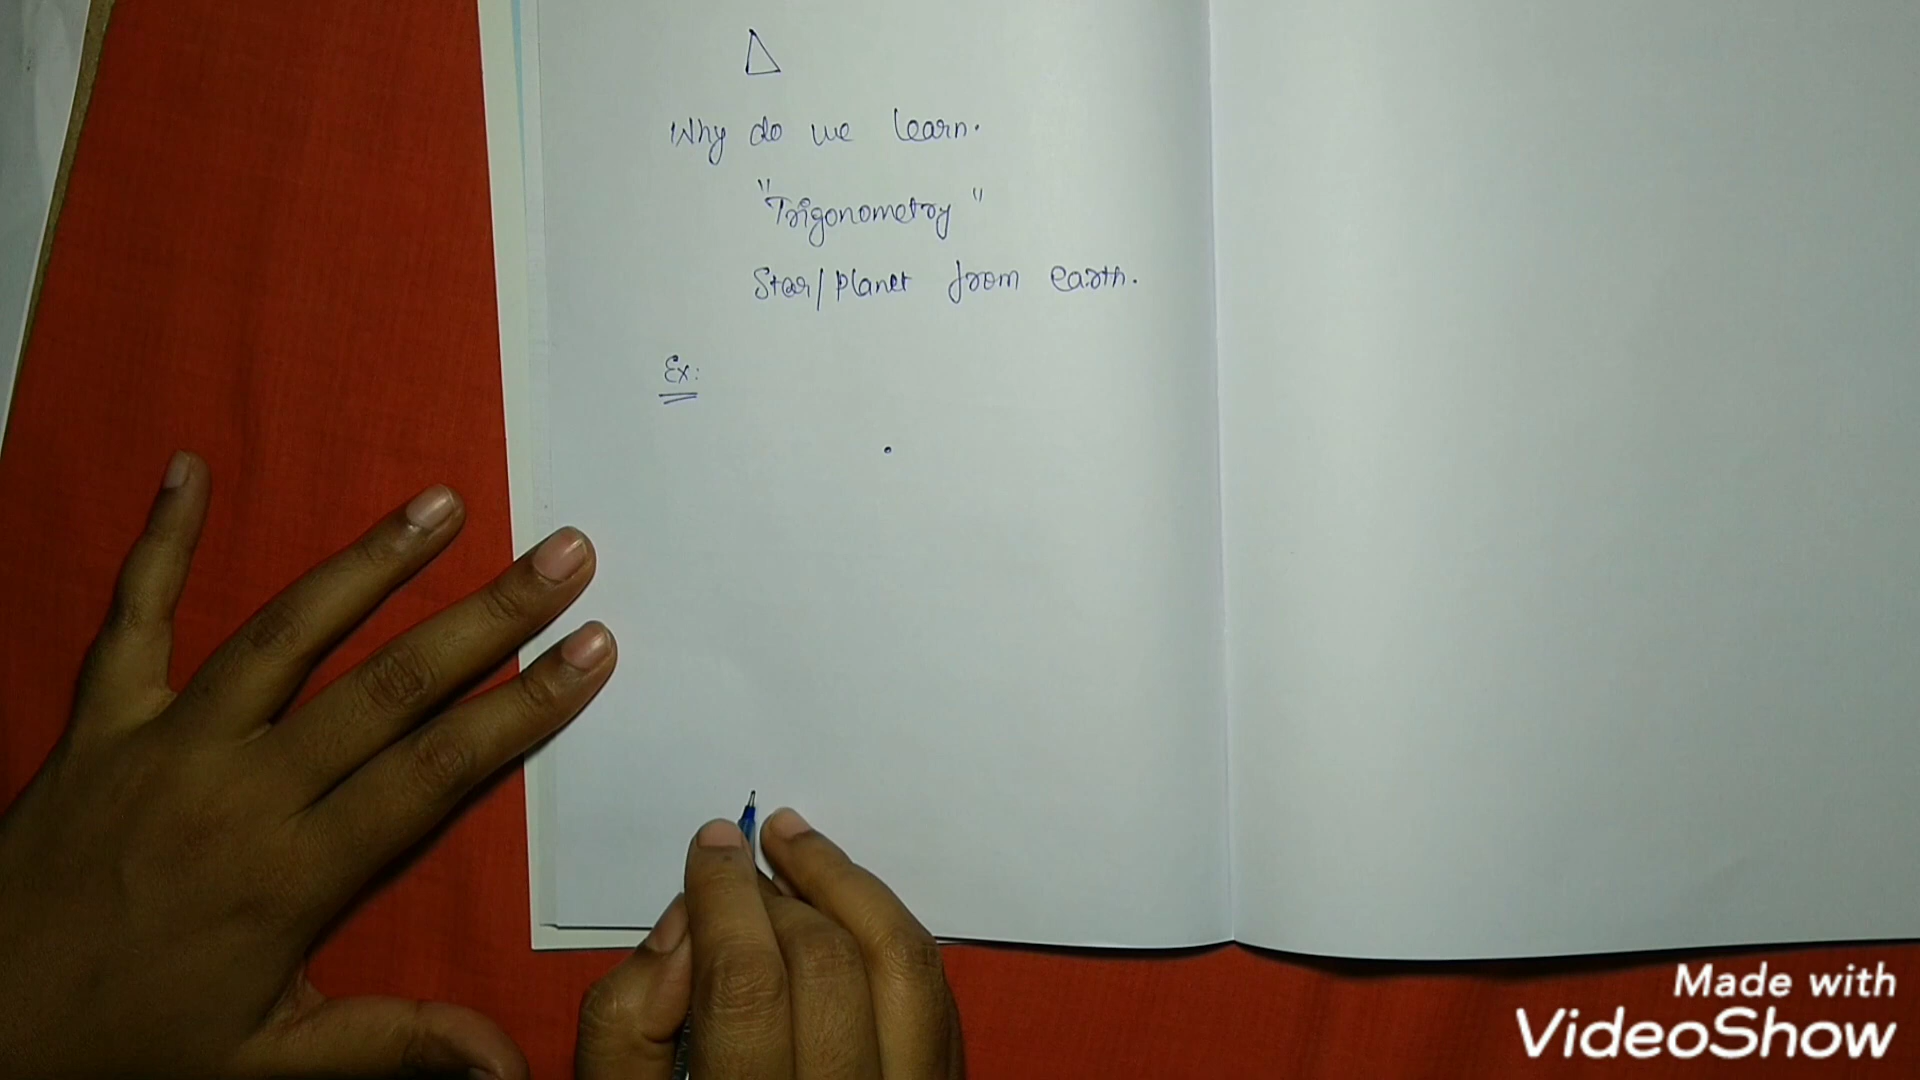 Why do we learn.
"Trigonometry"
Star/planet from earth.
Ex:
Made with
VideoShow